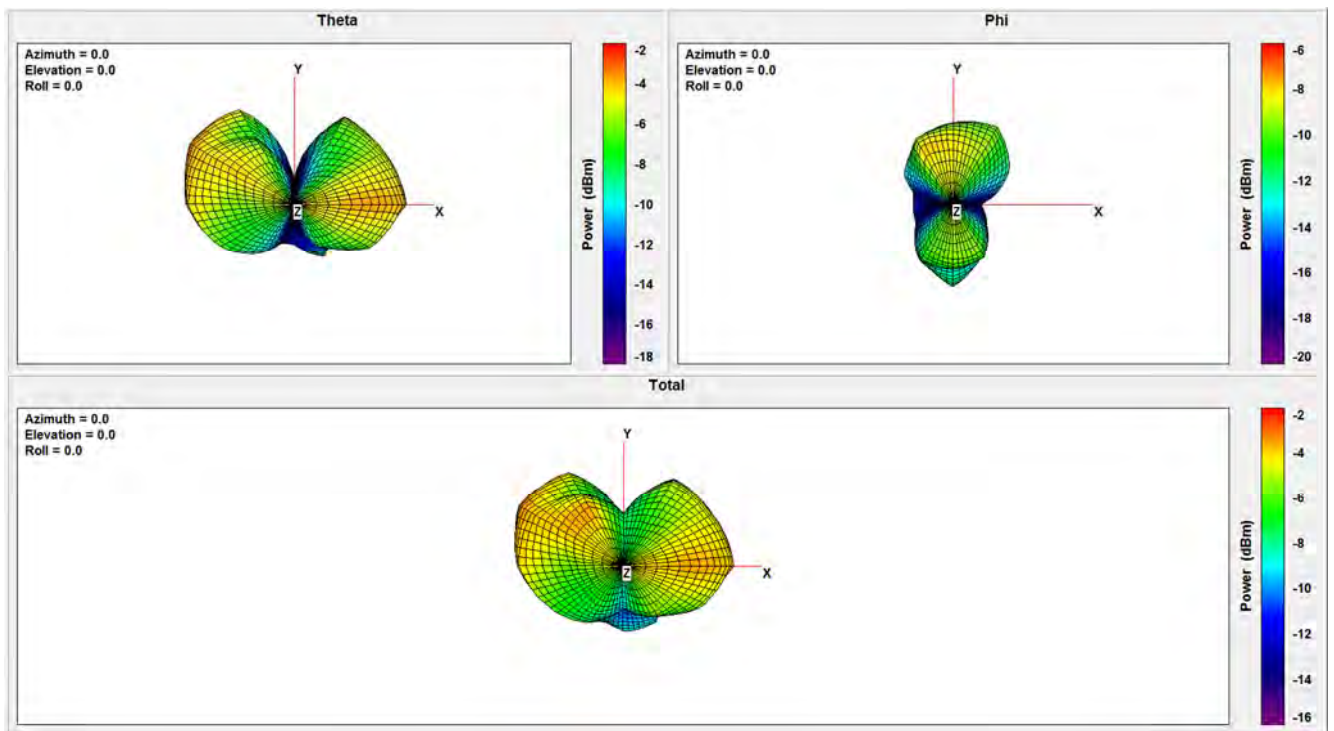 Theta
Azimuth = 0.0
Elevation = 0.0
Roll = 0.0
Y
X
Z
-2
-4
-6
-8
-10
-12
-14
-16
-18
Power (dBm)
Phi
Azimuth = 0.0
Elevation = 0.0
Roll = 0.0
Y
X
Z
-6
-8
-10
-12
-14
-16
-18
-20
Power (dBm)
Total
Azimuth = 0.0
Elevation = 0.0
Roll = 0.0
Y
X
Z
-2
-4
-6
-8
-10
-12
-14
-16
Power (dBm)